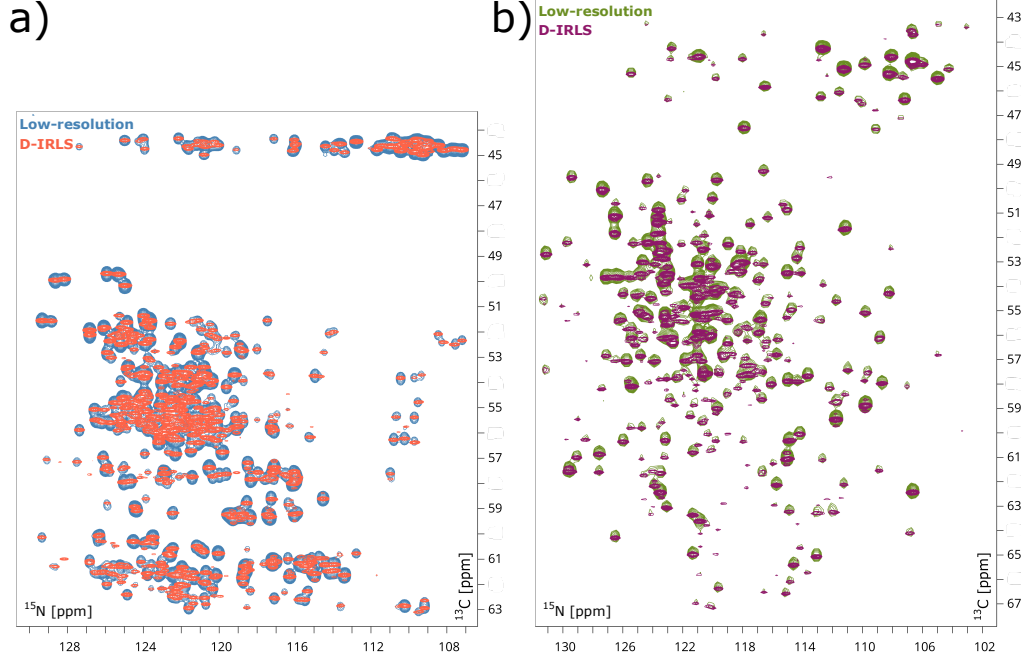 a)
Low-resolution
D-IRLS
45
47
49
51
53
55
57
59
61
63
¹³C [ppm]
¹⁵N [ppm]
128 124 120 116 112 108
b)
Low-resolution
D-IRLS
43
45
47
49
51
53
55
57
59
61
63
65
67
¹³C [ppm]
¹⁵N [ppm]
130 126 122 118 114 110 106 102